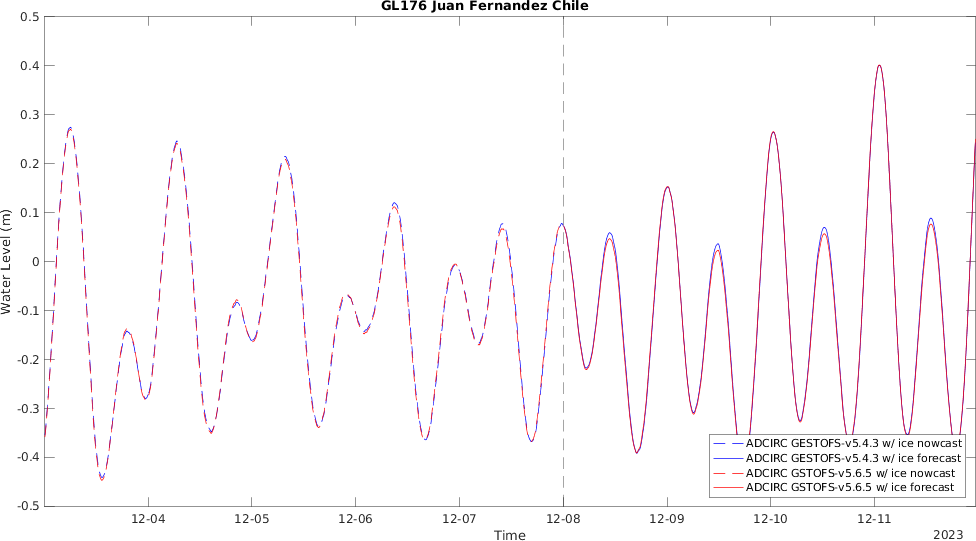 GL176 Juan Fernandez Chile
0.5
0.4
0.3
0.2
0.1
0
-0.1
-0.2
-0.3
-0.4
-0.5
Water Level (m)
ADCIRC GESTOFS-v5.4.3 w/ ice nowcast
ADCIRC GESTOFS-v5.4.3 w/ ice forecast
ADCIRC GSTOFS-v5.6.5 w/ ice nowcast
ADCIRC GSTOFS-v5.6.5 w/ ice forecast
12-04 12-05 12-06 12-07 12-08 12-09 12-10 12-11
Time
2023